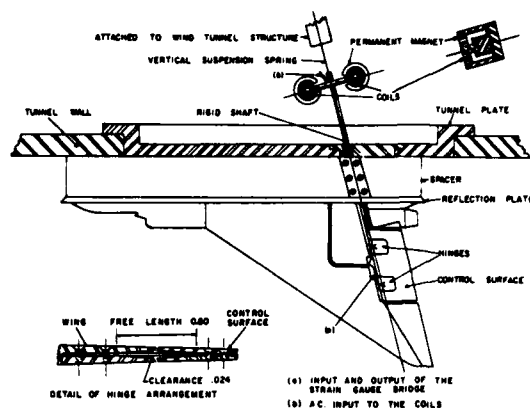 ATTACHED TO WIND TUNNEL STRUCTURE
PERMANENT MAGNET
VERTICAL SUSPENSION SPRING
(a)
COILS
RIGID SHAFT
TUNNEL PLATE
TUNNEL WALL
SPACER
REFLECTION PLATE
HINGES
CONTROL SURFACE
(b)
WING
FREE LENGTH 0.80
CONTROL
SURFACE
CLEARANCE .024
DETAIL OF HINGE ARRANGEMENT
(a) INPUT AND OUTPUT OF THE
STRAIN GAUGE BRIDGE
(b) A.C. INPUT TO THE COILS